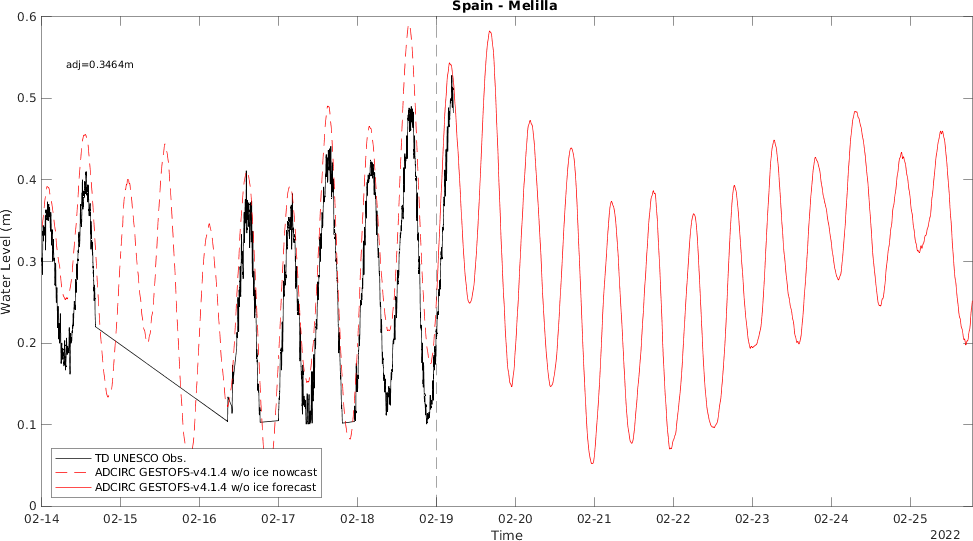 Spain - Melilla
0.6
0.5
0.4
0.3
0.2
0.1
0
Water Level (m)
adj=0.3464m
TD UNESCO Obs.
ADCIRC GESTOFS-v4.1.4 w/o ice nowcast
ADCIRC GESTOFS-v4.1.4 w/o ice forecast
02-14 02-15 02-16 02-17 02-18 02-19 02-20 02-21 02-22 02-23 02-24 02-25
Time
2022